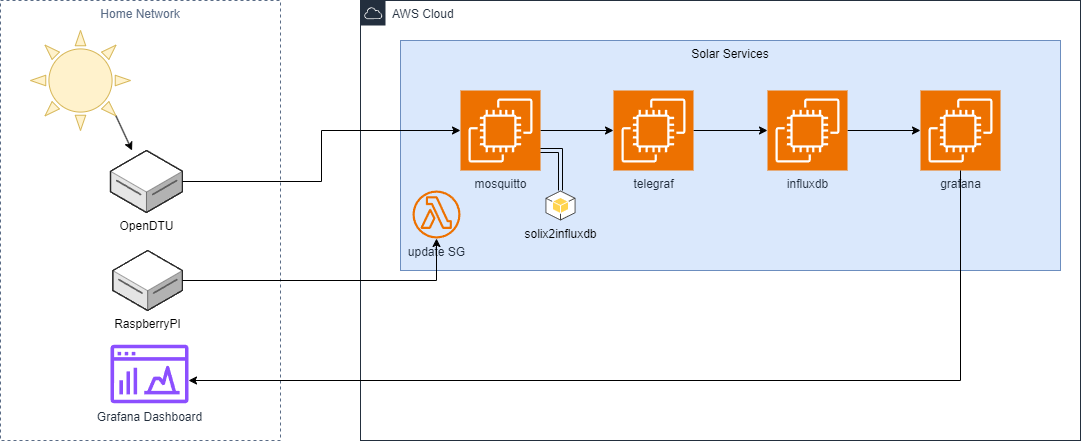 Home Network
AWS Cloud
Solar Services
mosquitto
telegraf
influxdb
grafana
OpenDTU
solix2influxdb
update SG
RaspberryPI
Grafana Dashboard